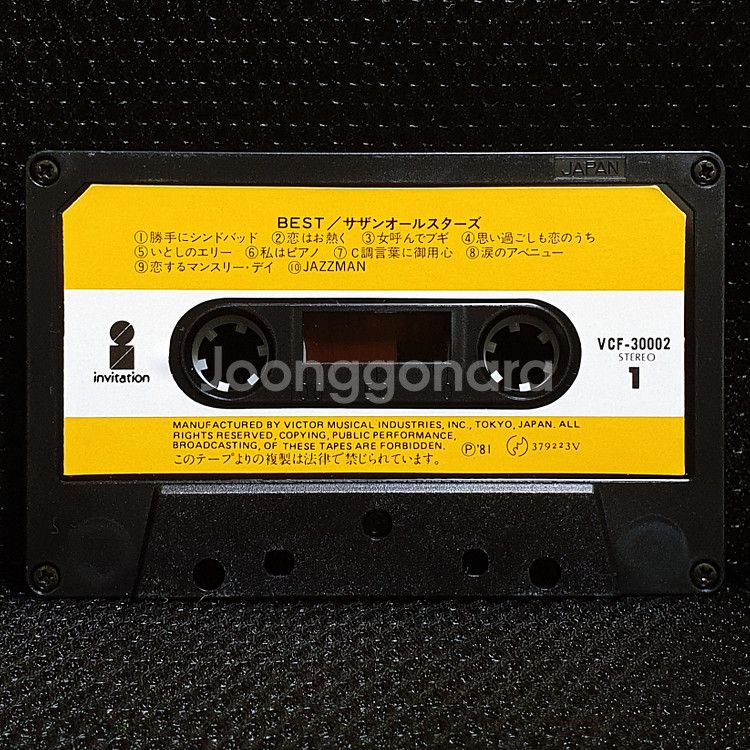 JAPAN
BEST／サザンオールスターズ
①勝手にシンドバッド ②恋はお熱く ③女呼んでブギ ④思い過ごしも恋のうち
⑤いとしのエリー ⑥私はピアノ ⑦C調言葉に御用心 ⑧涙のアベニュー
⑨恋するマンスリー・デイ ⑩JAZZMAN
invitation
VCF-30002
STEREO
1
Joonggonara
MANUFACTURED BY VICTOR MUSICAL INDUSTRIES, INC., TOKYO, JAPAN. ALL
RIGHTS RESERVED, COPYING, PUBLIC PERFORMANCE,
BROADCASTING, OF THESE TAPES ARE FORBIDDEN. Ⓟ'81 379223V
このテープよりの複製は法律で禁じられています。